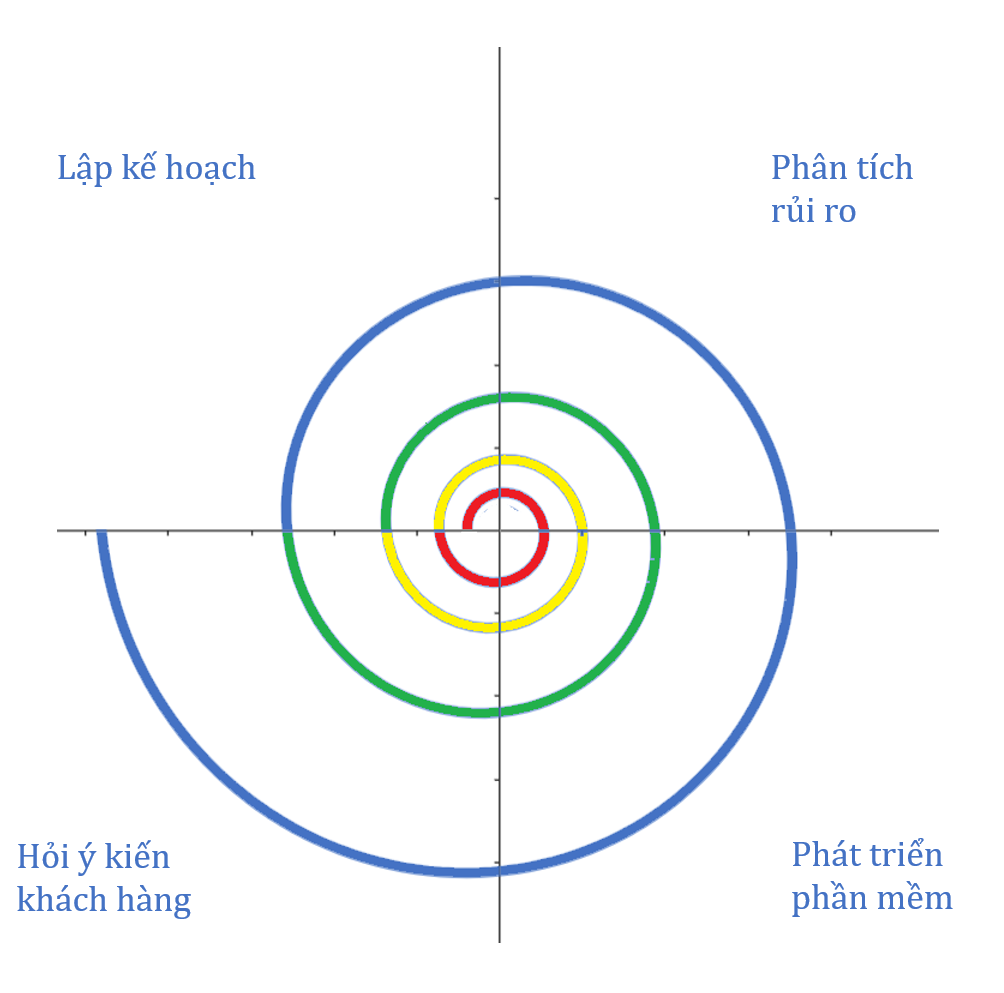 Lập kế hoạch
Phân tích
rủi ro
Hỏi ý kiến
khách hàng
Phát triển
phần mềm